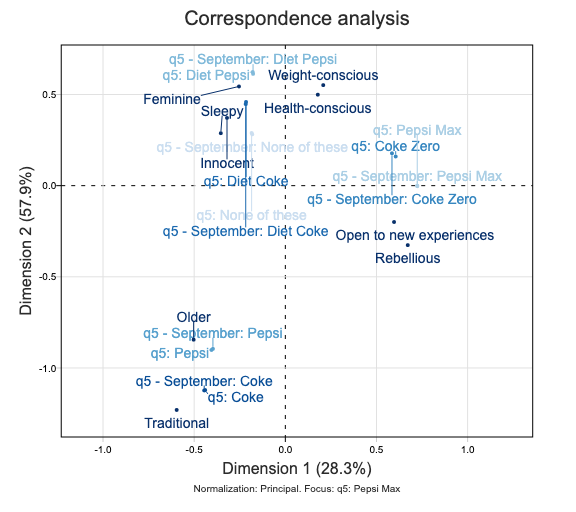 Correspondence analysis
q5 - September: Diet Pepsi
q5: Diet Pepsi
Weight-conscious
Feminine
Health-conscious
Sleepy
q5: Pepsi Max
q5 - September: None of these
q5: Coke Zero
Innocent
q5: Diet Coke
q5 - September: Pepsi Max
q5 - September: Coke Zero
q5: None of these
q5 - September: Diet Coke
Open to new experiences
Rebellious
Older
q5 - September: Pepsi
q5: Pepsi
q5 - September: Coke
q5: Coke
Traditional
0.5
0.0
-0.5
-1.0
Dimension 2 (57.9%)
-1.0
-0.5
0.0
0.5
1.0
Dimension 1 (28.3%)
Normalization: Principal. Focus: q5: Pepsi Max